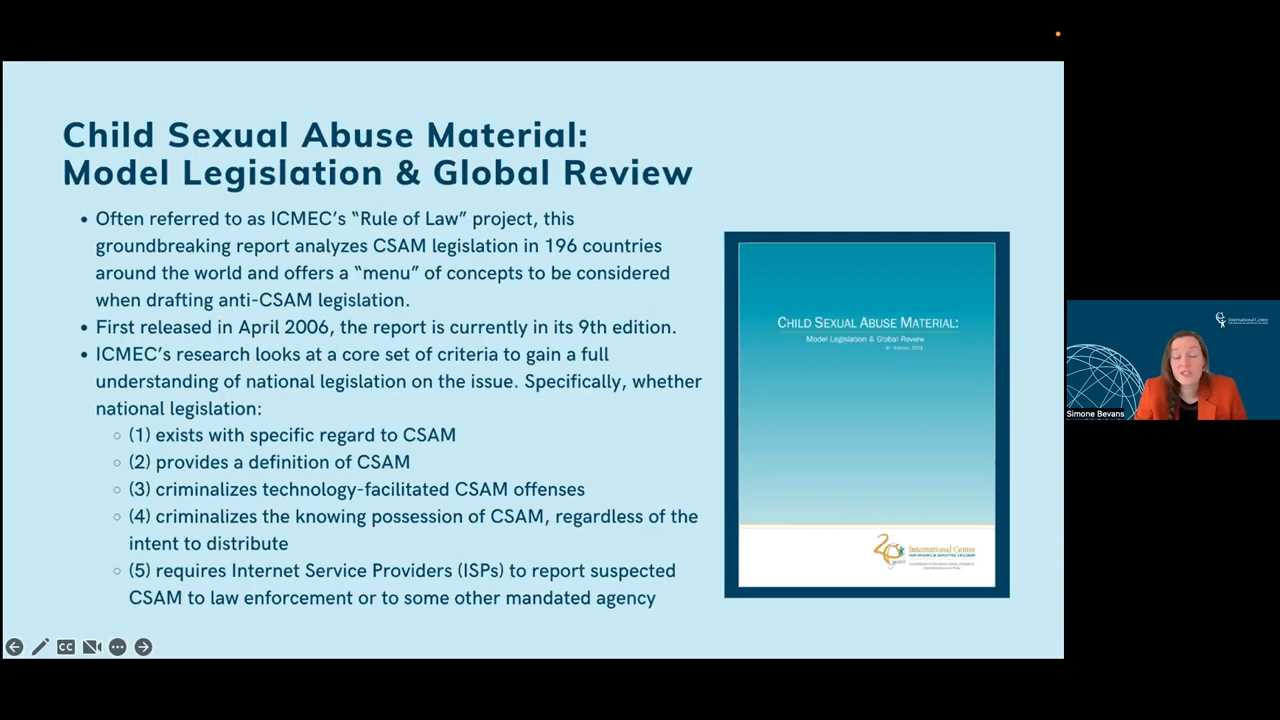 Child Sexual Abuse Material:
Model Legislation & Global Review
• Often referred to as ICMEC's “Rule of Law” project, this
groundbreaking report analyzes CSAM legislation in 196 countries
around the world and offers a “menu” of concepts to be considered
when drafting anti-CSAM legislation.
• First released in April 2006, the report is currently in its 9th edition.
• ICMEC's research looks at a core set of criteria to gain a full
understanding of national legislation on the issue. Specifically, whether
national legislation:
○ (1) exists with specific regard to CSAM
○ (2) provides a definition of CSAM
○ (3) criminalizes technology-facilitated CSAM offenses
○ (4) criminalizes the knowing possession of CSAM, regardless of the
intent to distribute
○ (5) requires Internet Service Providers (ISPs) to report suspected
CSAM to law enforcement or to some other mandated agency
CHILD SEXUAL ABUSE MATERIAL:
Model Legislation & Global Review
International Centre
FOR MISSING & EXPLOITED CHILDREN
CC
International Centre
Simone Bevans